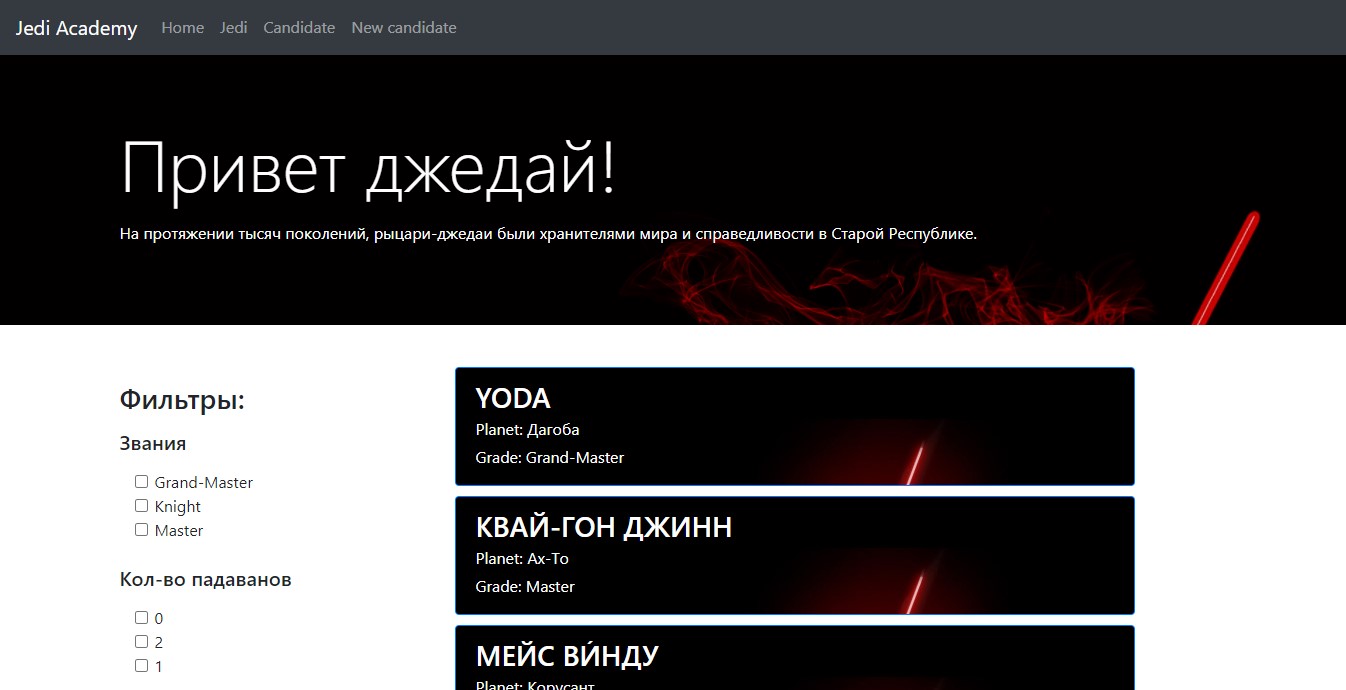 Jedi Academy Home Jedi Candidate New candidate
Привет джедай!
На протяжении тысяч поколений, рыцари-джедаи были хранителями мира и справедливости в Старой Республике.
Фильтры:
Звания
Grand-Master
Knight
Master
Кол-во падаванов
0
2
1
YODA
Planet: Дагоба
Grade: Grand-Master
КВАЙ-ГОН ДЖИНН
Planet: Ах-То
Grade: Master
МЕЙС ВИ́НДУ
Planet: Корусант